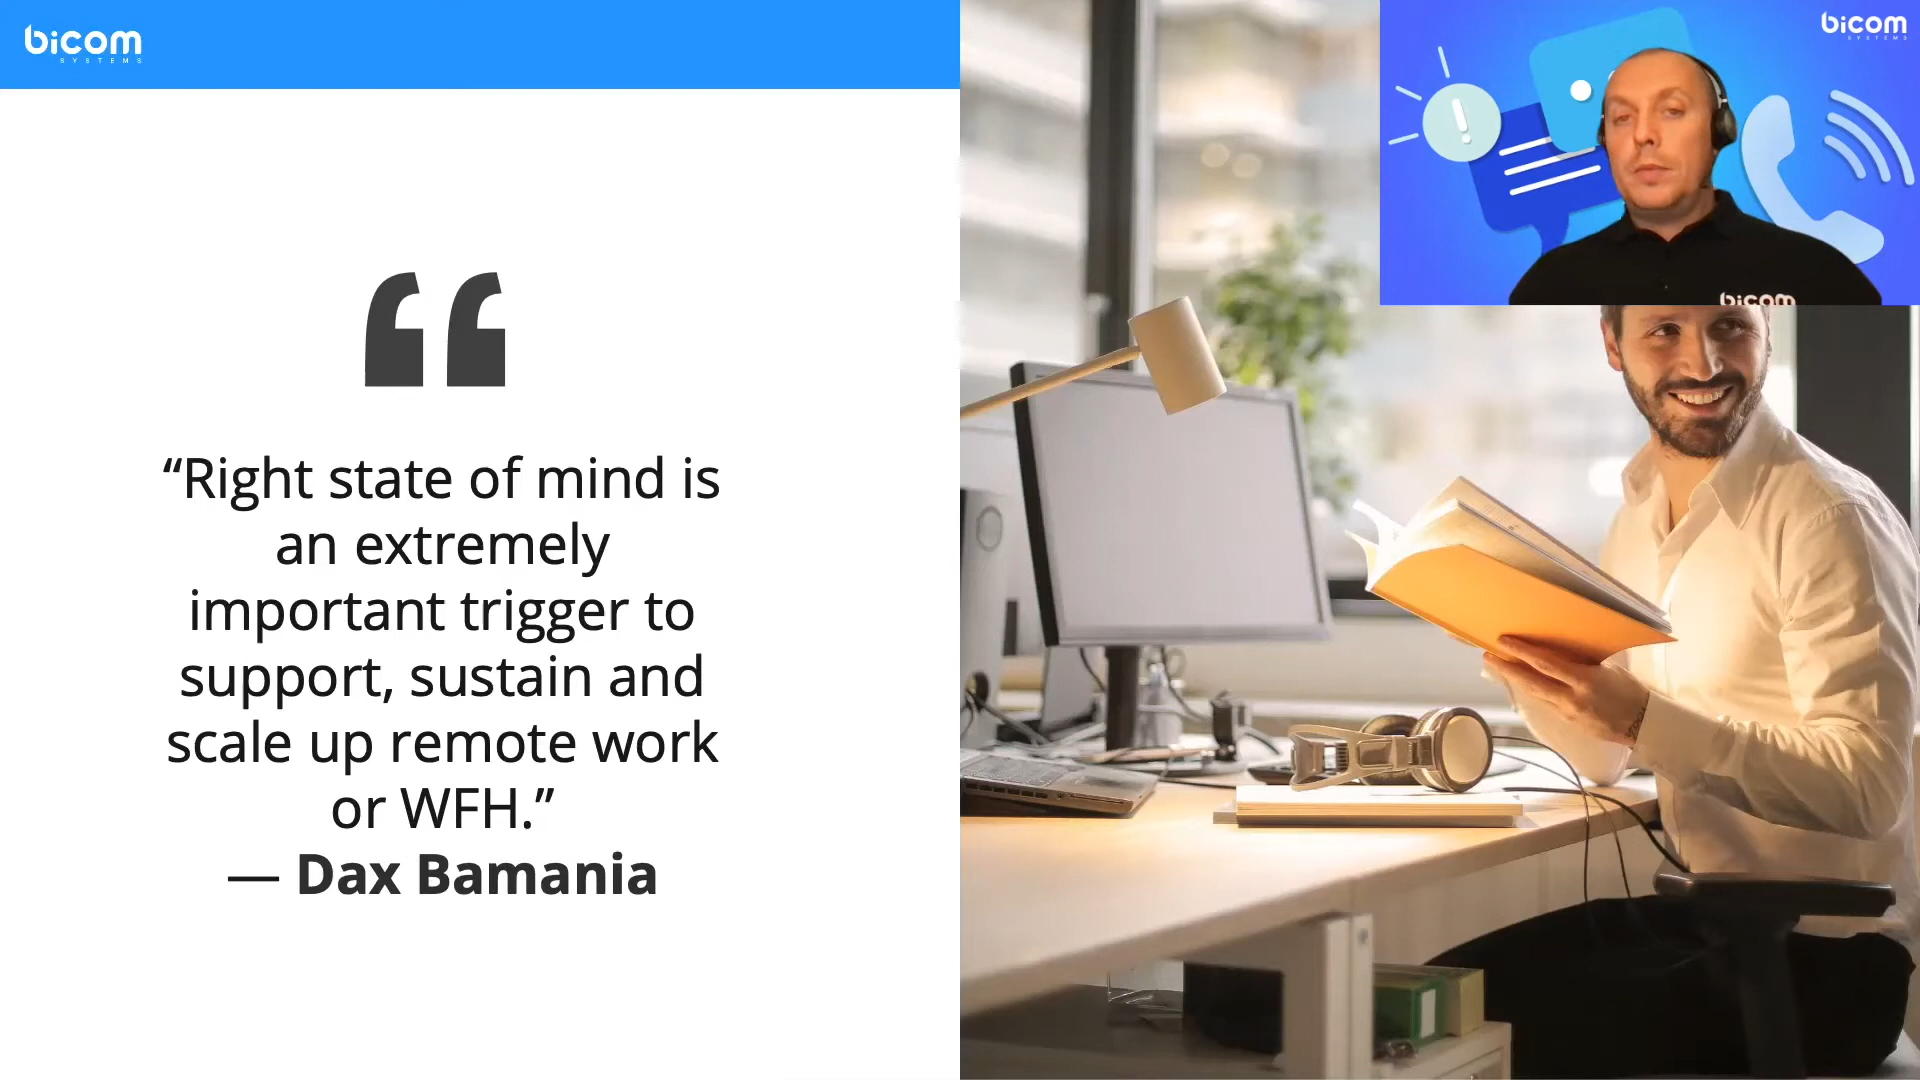 bicom
SYSTEMS
“Right state of mind is
an extremely
important trigger to
support, sustain and
scale up remote work
or WFH.”
— Dax Bamania
bicom
SYSTEMS
bicom